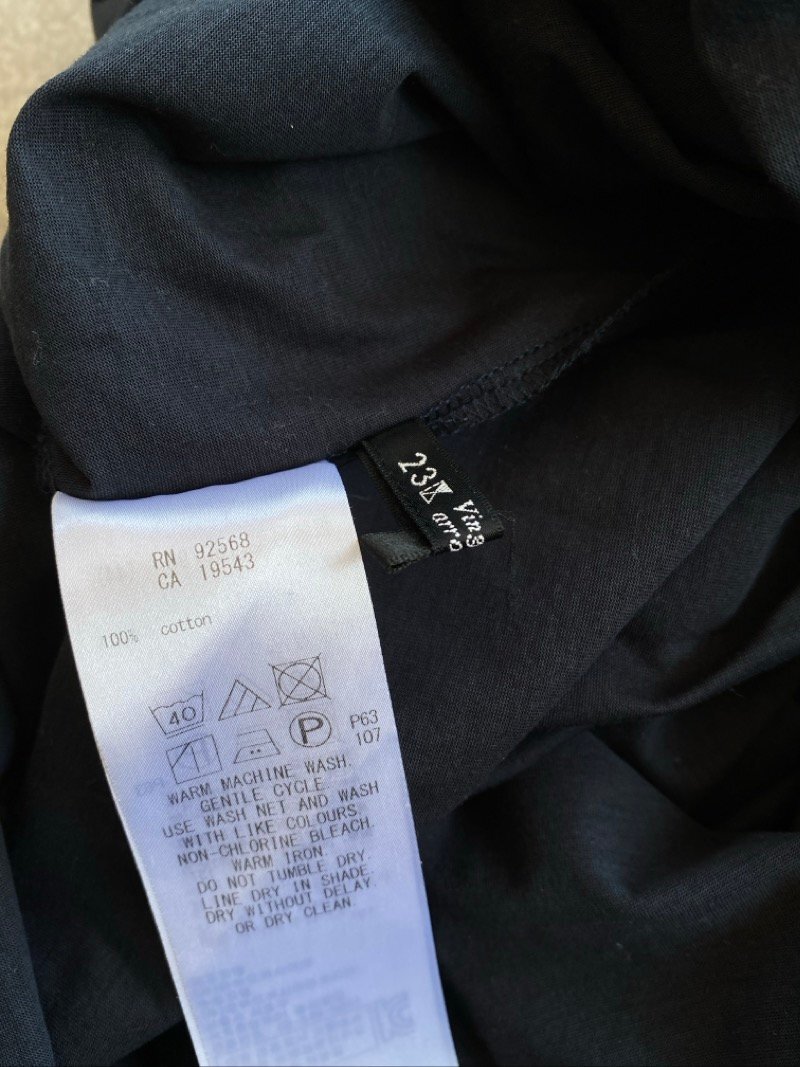 RN 92568
CA 19543
100% cotton
40
P
P63
107
WARM MACHINE WASH.
GENTLE CYCLE
USE WASH NET AND WASH
WITH LIKE COLOURS.
NON-CHLORINE BLEACH.
WARM IRON.
DO NOT TUMBLE DRY.
LINE DRY IN SHADE.
DRY WITHOUT DELAY
OR DRY CLEAN.
23